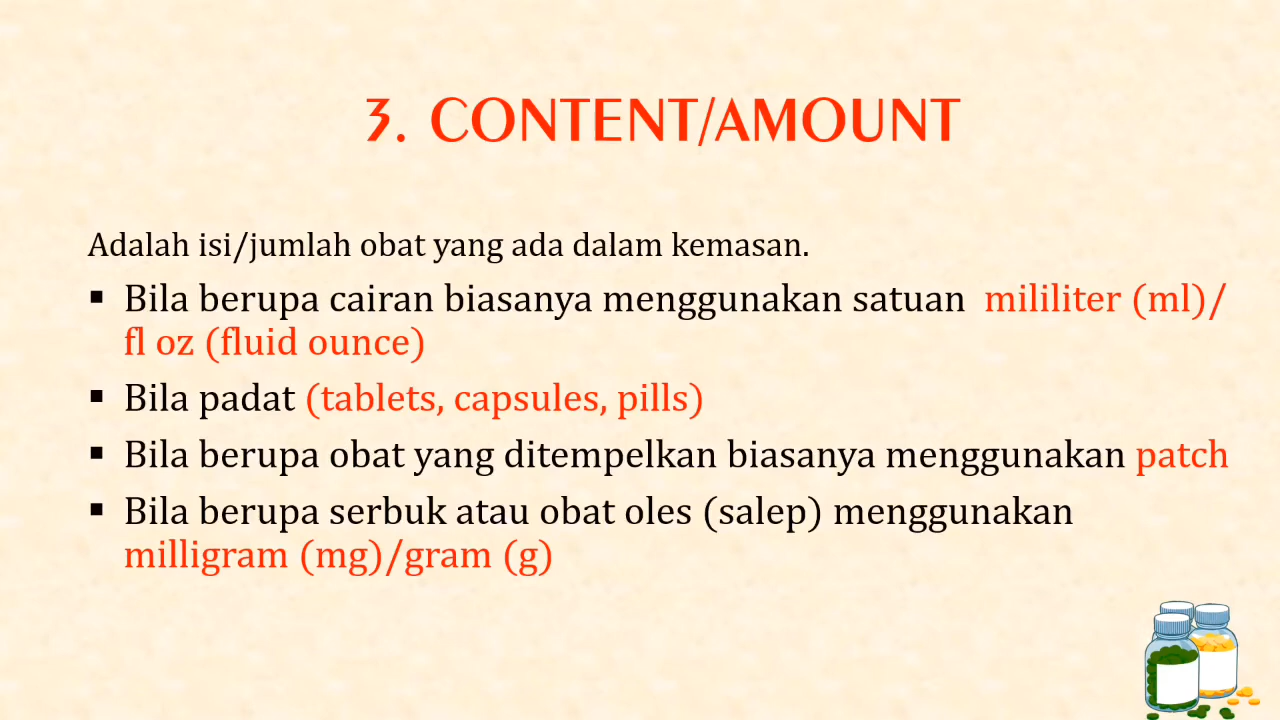 3. CONTENT/AMOUNT
Adalah isi/jumlah obat yang ada dalam kemasan.
▪ Bila berupa cairan biasanya menggunakan satuan mililiter (ml)/
fl oz (fluid ounce)
▪ Bila padat (tablets, capsules, pills)
▪ Bila berupa obat yang ditempelkan biasanya menggunakan patch
▪ Bila berupa serbuk atau obat oles (salep) menggunakan
milligram (mg)/gram (g)